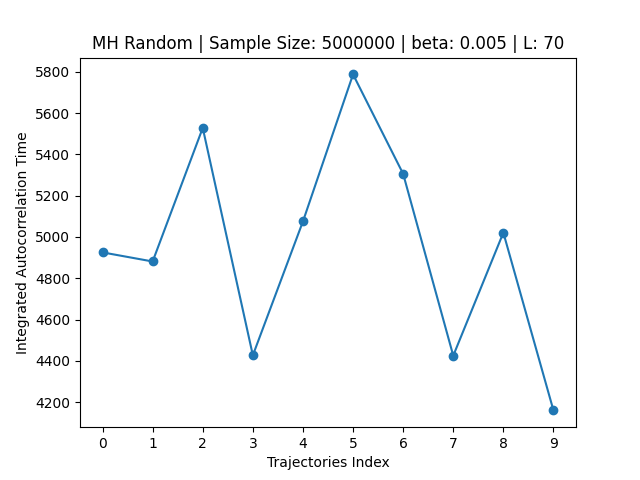 MH Random | Sample Size: 5000000 | beta: 0.005 | L: 70
Integrated Autocorrelation Time
5800
5600
5400
5200
5000
4800
4600
4400
4200
0 1 2 3 4 5 6 7 8 9
Trajectories Index